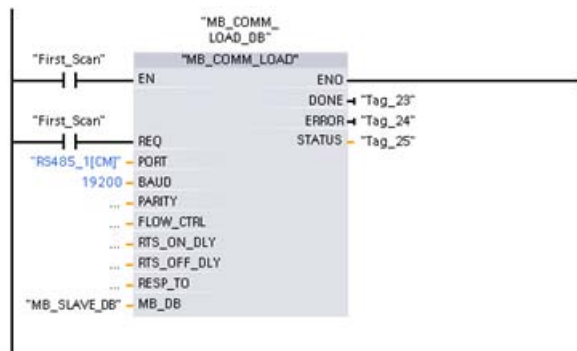 "MB_COMM_
LOAD_DB"
"First_Scan"
"MB_COMM_LOAD"
EN
ENO
DONE
"Tag_23"
"First_Scan"
ERROR
"Tag_24"
REQ
STATUS
"Tag_25"
"RS485_1[CM]"
PORT
19200
BAUD
...
PARITY
...
FLOW_CTRL
...
RTS_ON_DLY
...
RTS_OFF_DLY
...
RESP_TO
"MB_SLAVE_DB"
MB_DB